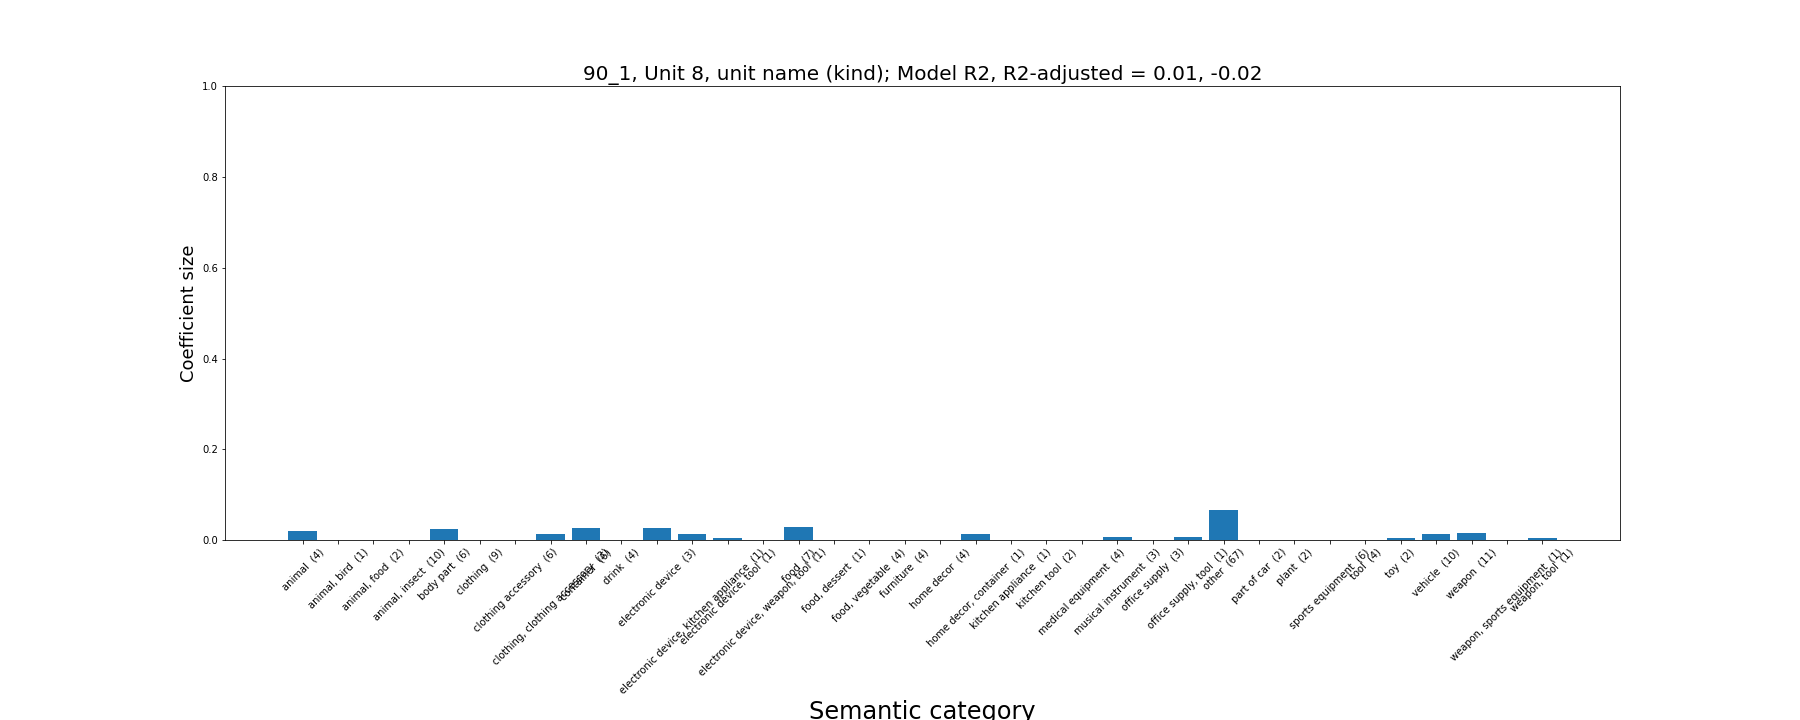 90_1, Unit 8, unit name (kind); Model R2, R2-adjusted = 0.01, -0.02
Coefficient size
1.0
0.8
0.6
0.4
0.2
0.0
animal (4)
animal, bird (1)
animal, food (2)
animal, insect (10)
body part (6)
clothing (9)
clothing accessory (6)
clothing, clothing accessory
container (6)
drink (4)
electronic device (3)
electronic device, kitchen appliance (1)
electronic device, tool (1)
electronic device, weapon, tool (1)
food (7)
food, dessert (1)
food, vegetable (4)
furniture (4)
home decor (4)
home decor, container (1)
kitchen appliance (1)
kitchen tool (2)
medical equipment (4)
musical instrument (3)
office supply (3)
office supply, tool (1)
other (67)
part of car (2)
plant (2)
sports equipment (6)
tool (4)
toy (2)
vehicle (10)
weapon (11)
weapon, sports equipment (1)
weapon, tool (1)
Semantic category